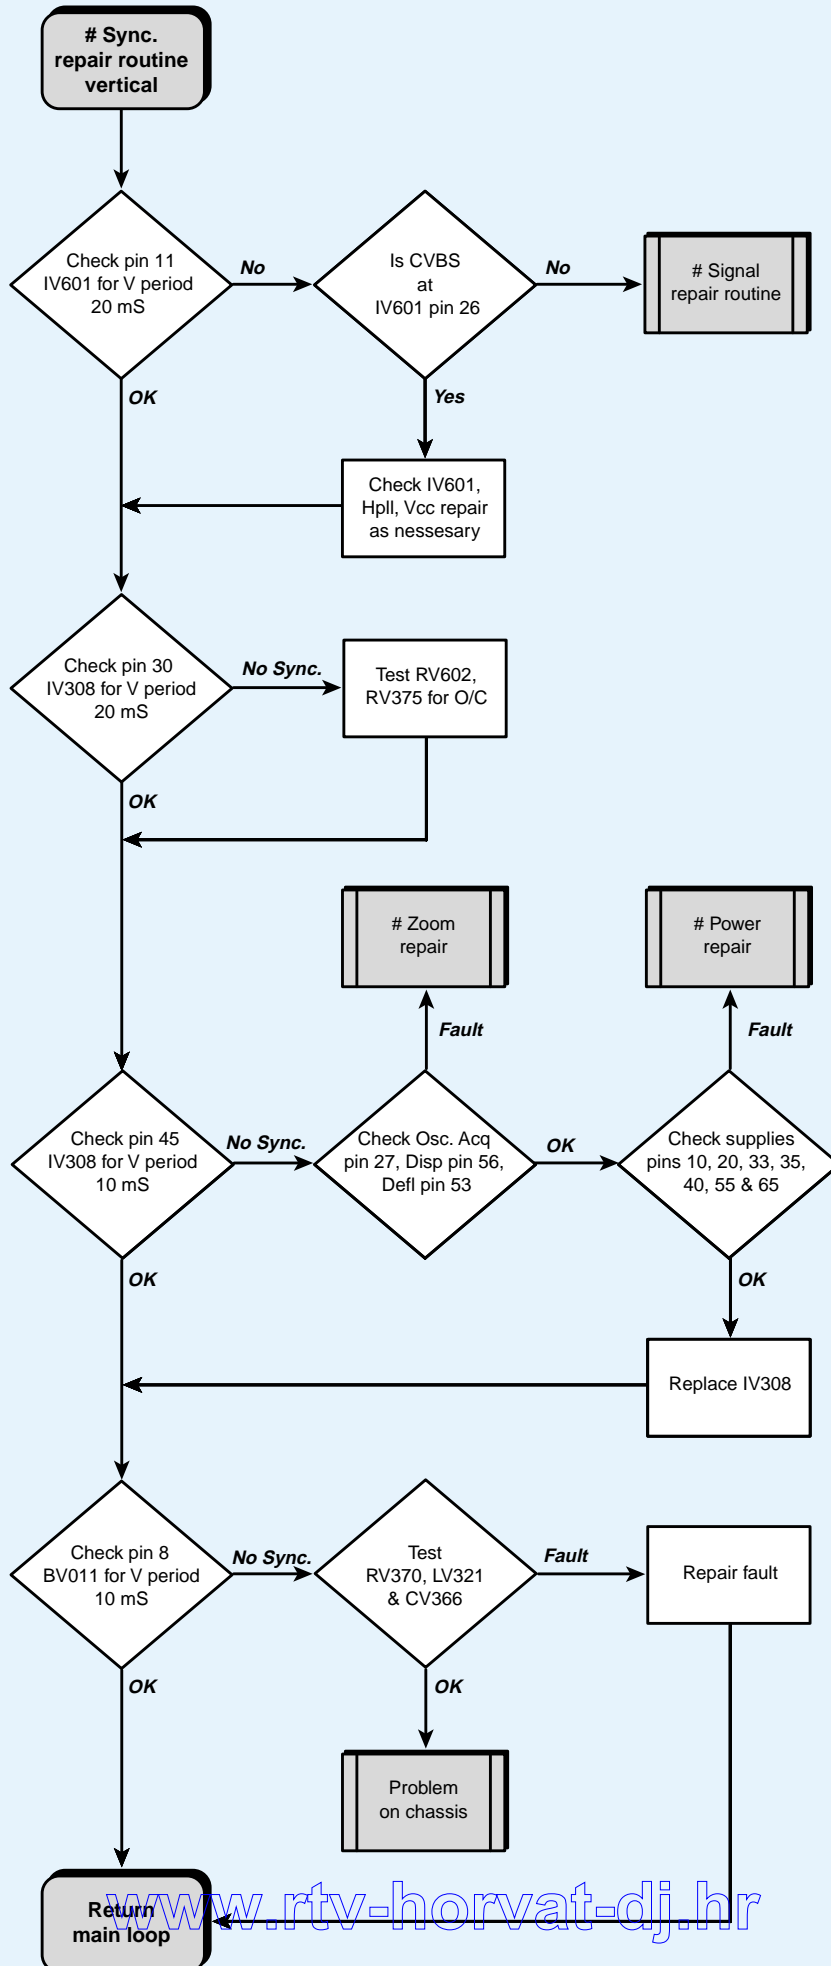 # Sync.
repair routine
vertical
Check pin 11
IV601 for V period
20 mS
No
Is CVBS
at
IV601 pin 26
No
# Signal
repair routine
OK
Yes
Check IV601,
Hpll, Vcc repair
as nessesary
Check pin 30
IV308 for V period
20 mS
No Sync.
Test RV602,
RV375 for O/C
OK
# Zoom
repair
# Power
repair
Fault
Fault
Check pin 45
IV308 for V period
10 mS
No Sync.
Check Osc. Acq
pin 27, Disp pin 56,
Defl pin 53
OK
Check supplies
pins 10, 20, 33, 35,
40, 55 & 65
OK
OK
Replace IV308
Check pin 8
BV011 for V period
10 mS
No Sync.
Test
RV370, LV321
& CV366
Fault
Repair fault
OK
OK
Problem
on chassis
Return
main loop
www.rtv-horvat-dj.hr